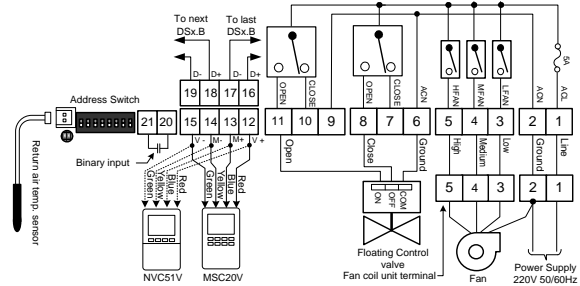 To next
DSx.B
To last
DSx.B
D- D+ D- D+
OPEN
CLOSE
OPEN
CLOSE
ACN
HFAN
MFAN
LFAN
5A
ACN
ACL
Address Switch
19 18 17 16
21 20 15 14 13 12 11 10 9 8 7 6 5 4 3 2 1
V - M- M+ V +
Binary input
Return air temp. sensor
Green
Yellow
Blue
Red
Green
Yellow
Blue
Red
Open
Close
Ground
High
Medium
Low
Ground
Line
ON
OFF
COM
5 4 3 2 1
NVC51V
MSC20V
Floating Control
valve
Fan coil unit terminal
Fan
Power Supply
220V 50/60Hz